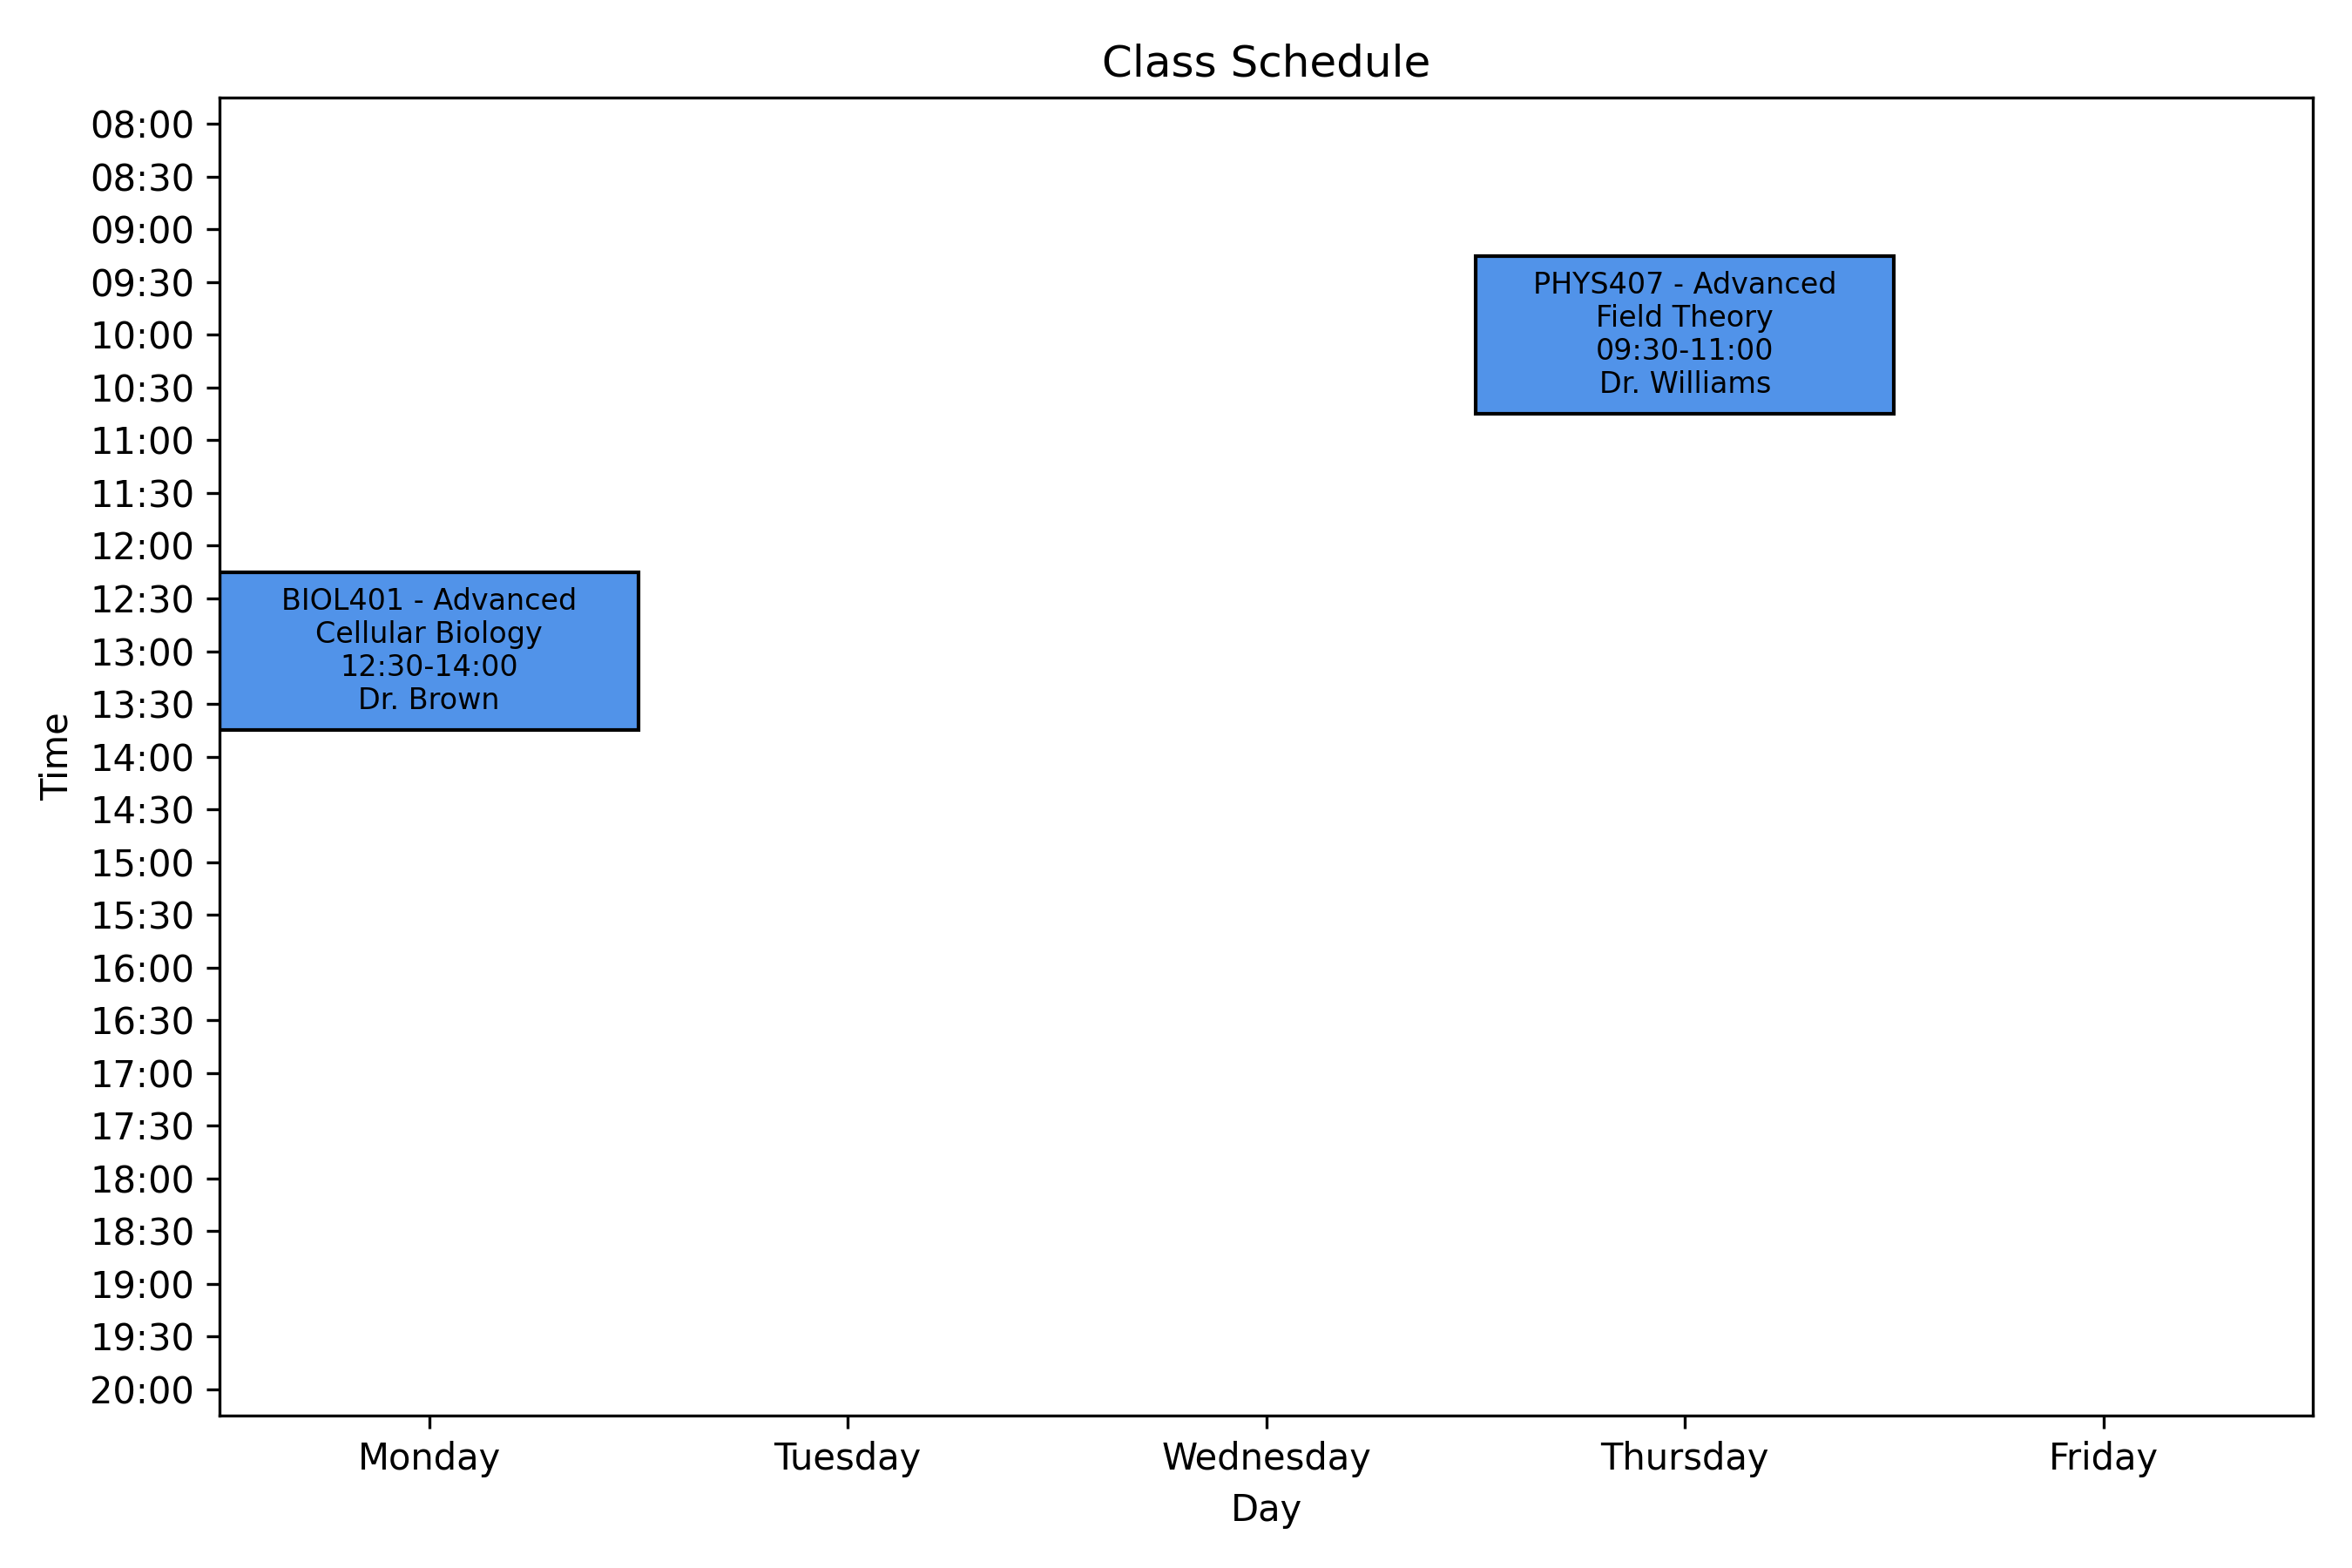 Class Schedule
08:00
08:30
09:00
09:30
10:00
10:30
11:00
11:30
12:00
12:30
13:00
13:30
14:00
14:30
15:00
15:30
16:00
16:30
17:00
17:30
18:00
18:30
19:00
19:30
20:00
Time
PHYS407 - Advanced
Field Theory
09:30-11:00
Dr. Williams
BIOL401 - Advanced
Cellular Biology
12:30-14:00
Dr. Brown
Monday
Tuesday
Wednesday
Thursday
Friday
Day